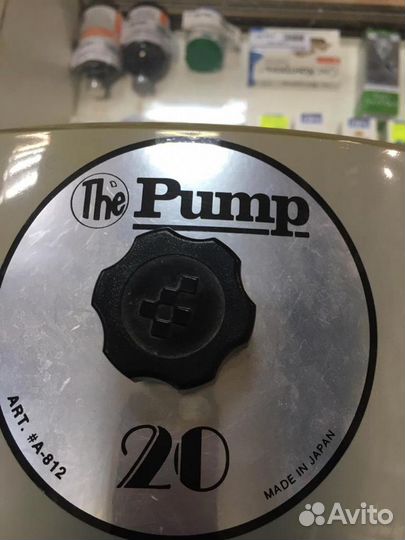 The Pump
ART. #A-812
20
MADE IN JAPAN
Avito